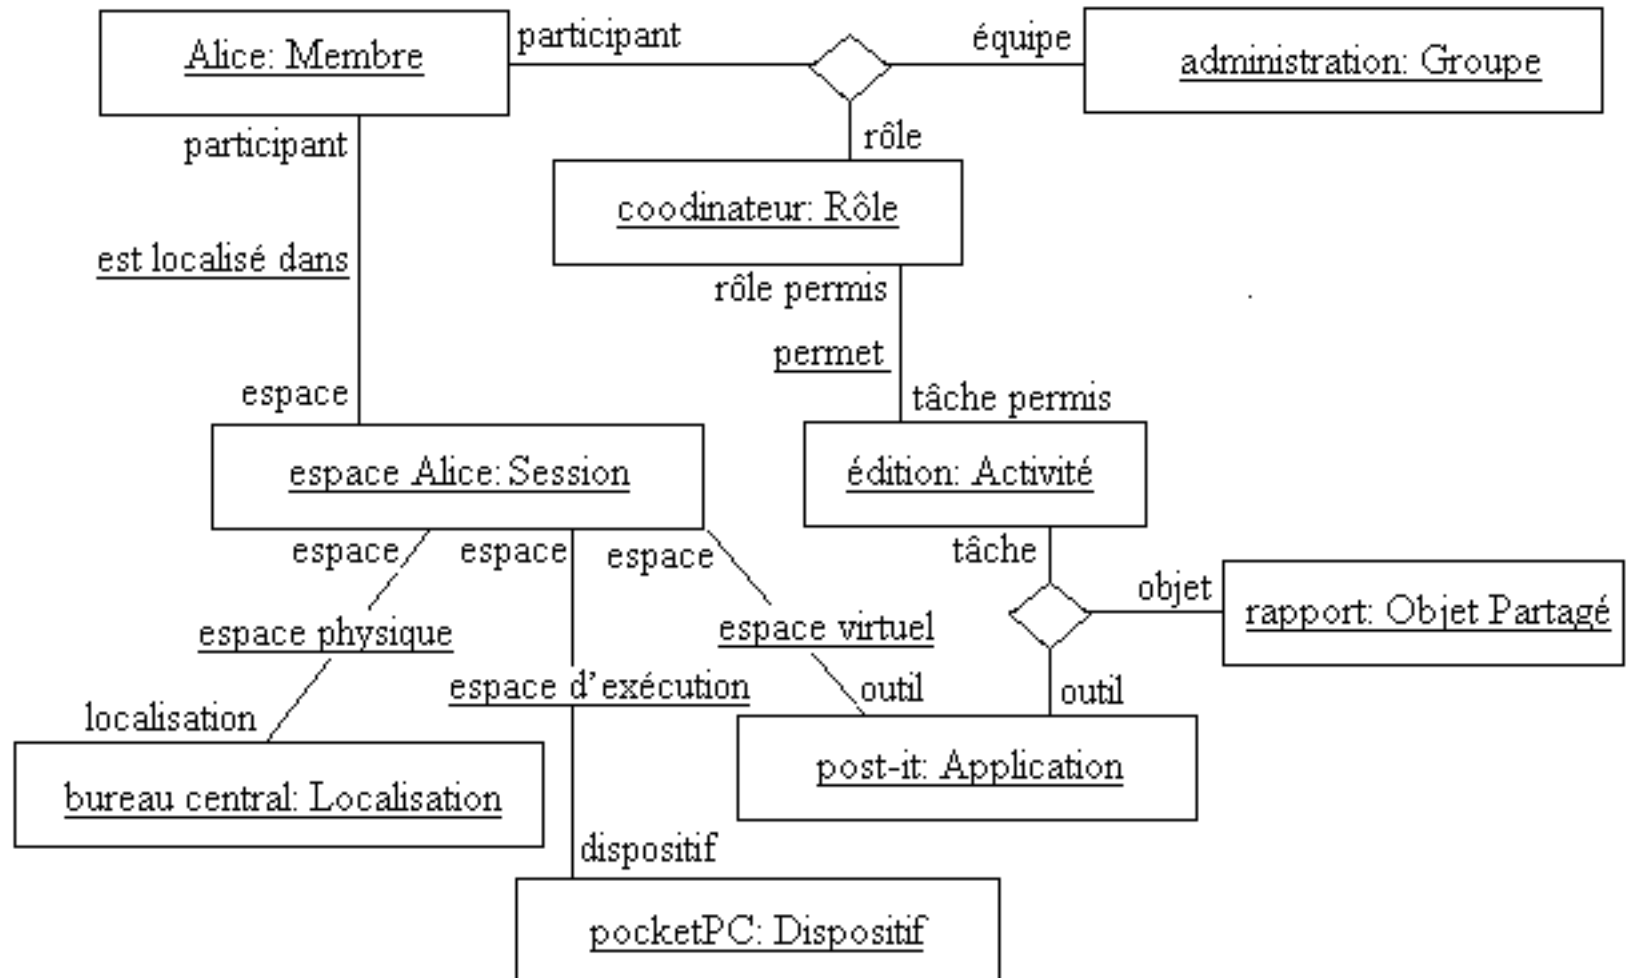 Alice: Membre
participant
équipe
administration: Groupe
participant
rôle
coodinateur: Rôle
est localisé dans
rôle permis
permet
espace
tâche permis
espace Alice: Session
édition: Activité
espace
espace
espace
tâche
objet
rapport: Objet Partagé
espace physique
espace virtuel
espace d'exécution
outil
outil
localisation
post-it: Application
bureau central: Localisation
dispositif
pocketPC: Dispositif